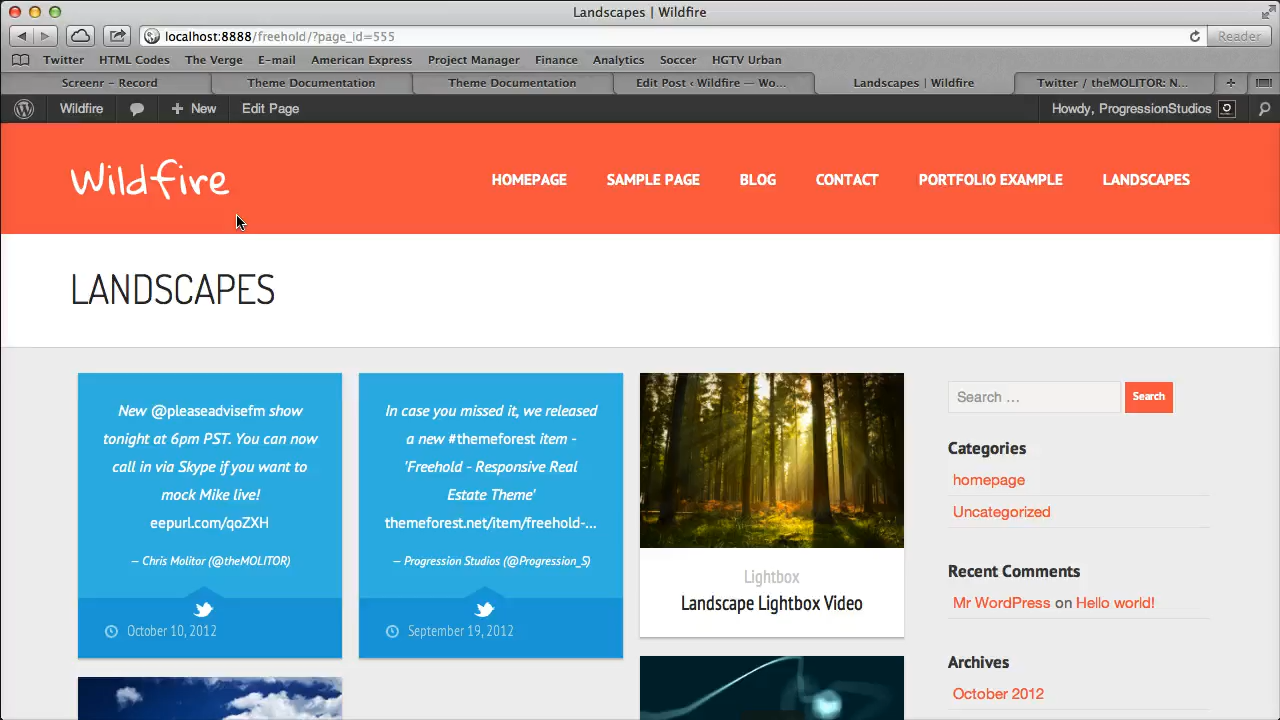 Landscapes | Wildfire
localhost:8888/freehold/?page_id=555
Reader
Twitter HTML Codes The Verge E-mail American Express Project Manager Finance Analytics Soccer HGTV Urban
Screenr – Record Theme Documentation Theme Documentation Edit Post ‹ Wildfire — Wo... Landscapes | Wildfire Twitter / theMOLITOR: N... +
Wildfire + New Edit Page Howdy, ProgressionStudios
Wildfire
HOMEPAGE SAMPLE PAGE BLOG CONTACT PORTFOLIO EXAMPLE LANDSCAPES
LANDSCAPES
New @pleaseadvisefm show
tonight at 6pm PST. You can now
call in via Skype if you want to
mock Mike live!
eepurl.com/qoZXH
— Chris Molitor (@theMOLITOR)
October 10, 2012
In case you missed it, we released
a new #themeforest item -
'Freehold - Responsive Real
Estate Theme'
themeforest.net/item/freehold-...
— Progression Studios (@Progression_S)
September 19, 2012
Lightbox
Landscape Lightbox Video
Search ...
Search
Categories
homepage
Uncategorized
Recent Comments
Mr WordPress on Hello world!
Archives
October 2012